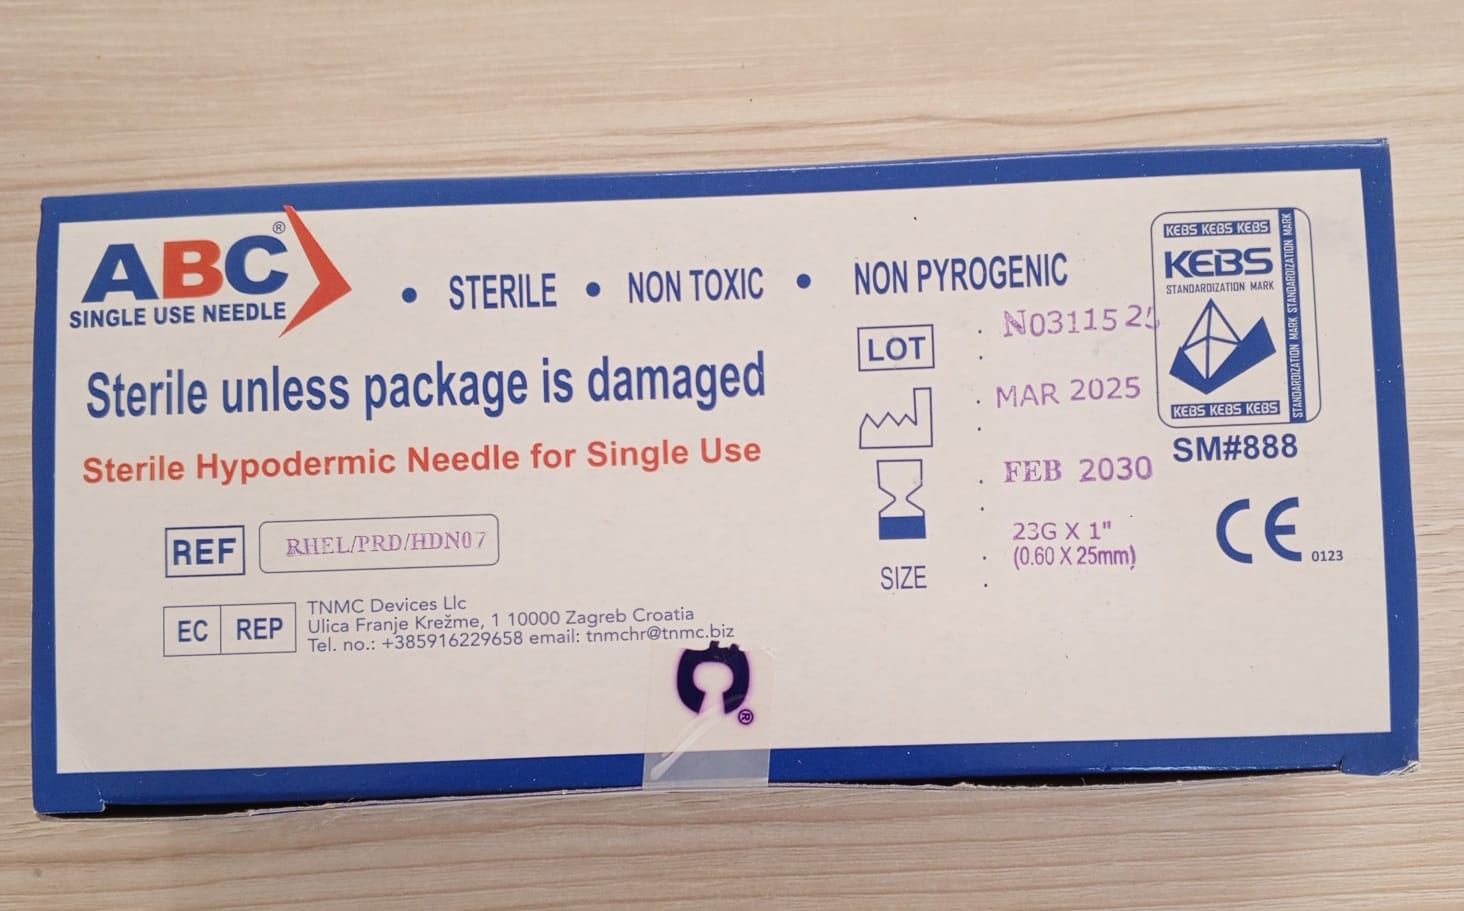 ABC®
SINGLE USE NEEDLE
• STERILE • NON TOXIC • NON PYROGENIC
Sterile unless package is damaged
Sterile Hypodermic Needle for Single Use
REF RHEL/PRD/HDN07
EC REP
TNMC Devices Llc
Ulica Franje Krežme, 1 10000 Zagreb Croatia
Tel. no.: +385916229658 email: tnmchr@tnmc.biz
®
LOT : N031152
: MAR 2025
: FEB 2030
SIZE : 23G X 1"
(0.60 X 25mm)
KEBS KEBS KEBS
KEBS
STANDARDIZATION MARK
KEBS KEBS KEBS
STANDARDIZATION MARK STANDARDIZATION MARK
SM#888
CE 0123